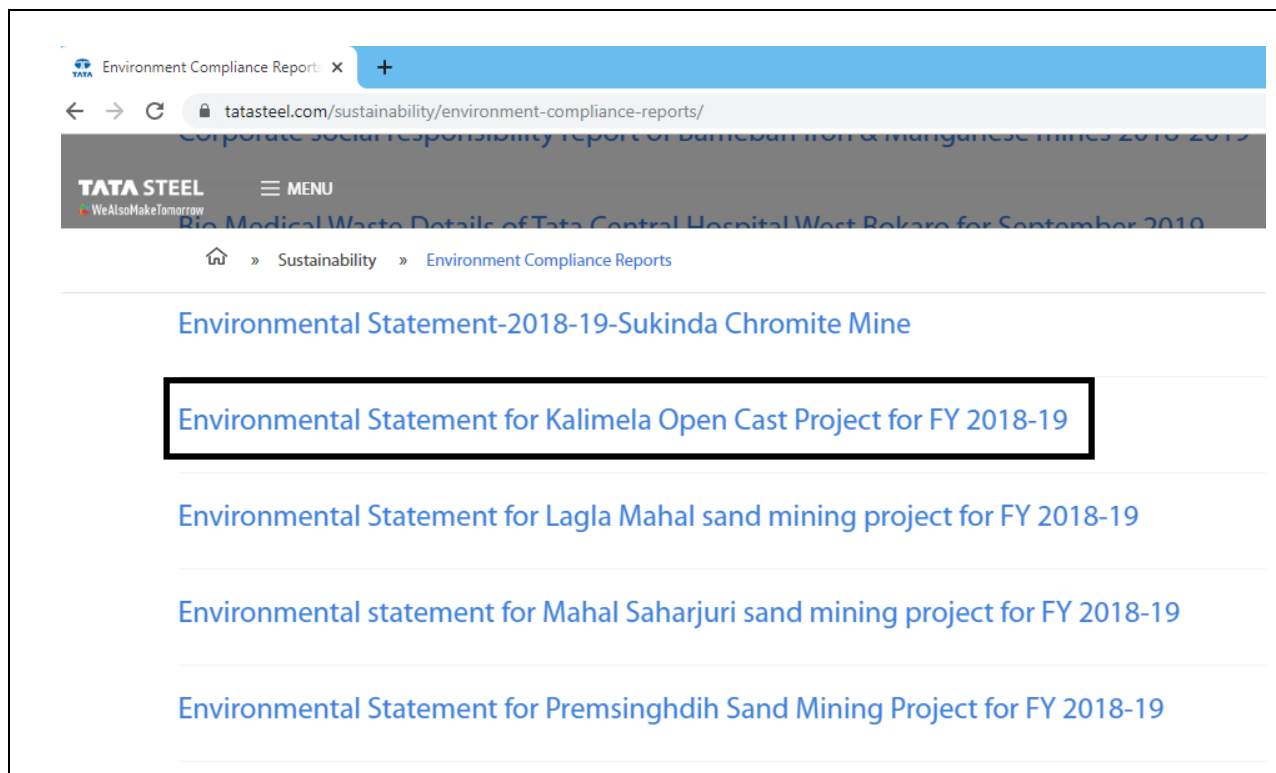 TATA
Environment Compliance Reports
tatasteel.com/sustainability/environment-compliance-reports/
Corporate social responsibility report of Bamebari Iron & Manganese mines 2018-2019
TATA STEEL
MENU
WeAlsoMakeTomorrow
Bio Medical Waste Details of Tata Central Hospital West Bokaro for September 2019
» Sustainability » Environment Compliance Reports
Environmental Statement-2018-19-Sukinda Chromite Mine
Environmental Statement for Kalimela Open Cast Project for FY 2018-19
Environmental Statement for Lagla Mahal sand mining project for FY 2018-19
Environmental statement for Mahal Saharjuri sand mining project for FY 2018-19
Environmental Statement for Premsinghdih Sand Mining Project for FY 2018-19